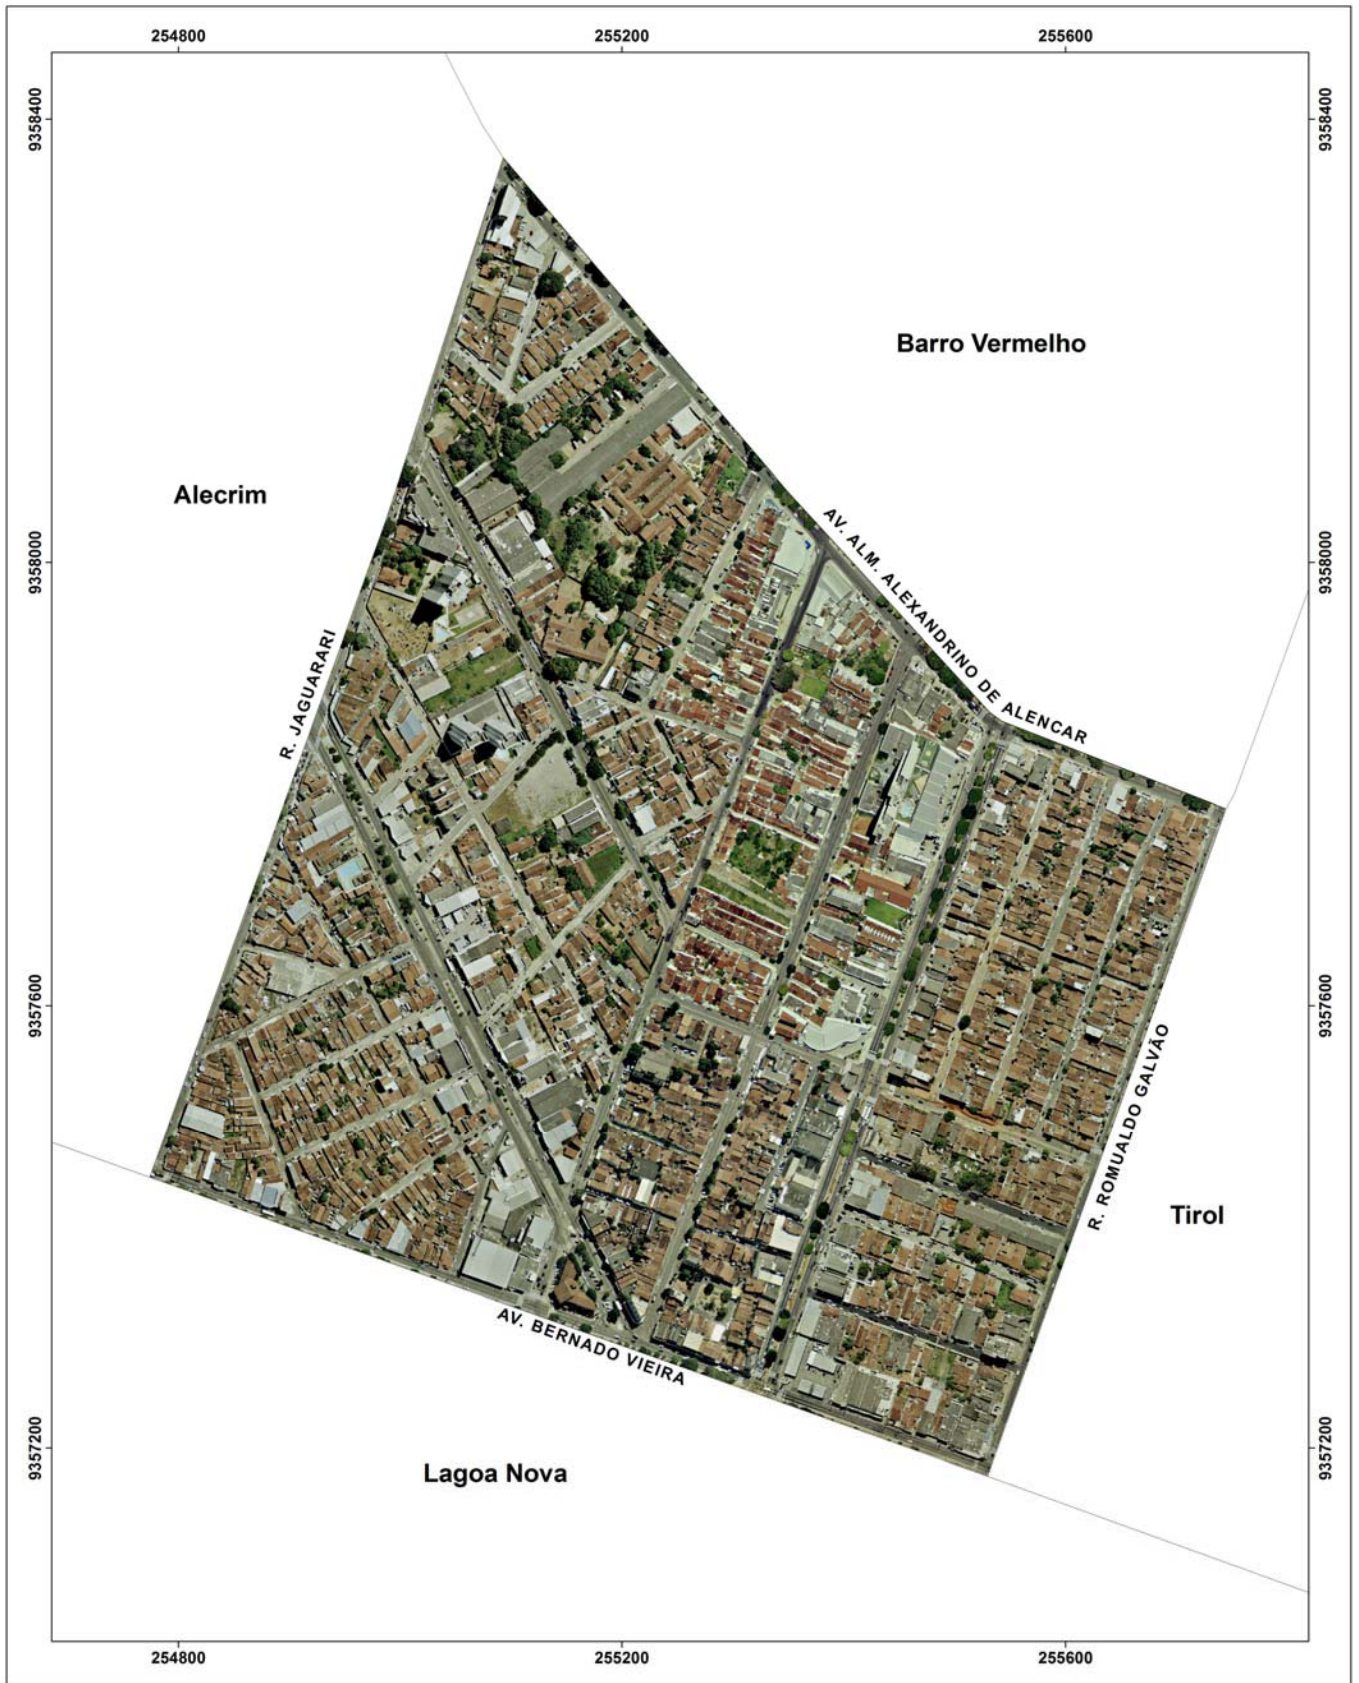 254800 255200 255600
9358400 9358400
Barro Vermelho
Alecrim
AV. ALM. ALEXANDRINO DE ALENCAR
9358000 9358000
R. JAGUARARI
9357600 9357600
R. ROMUALDO GALVÃO
Tirol
AV. BERNADO VIEIRA
9357200 9357200
Lagoa Nova
254800 255200 255600